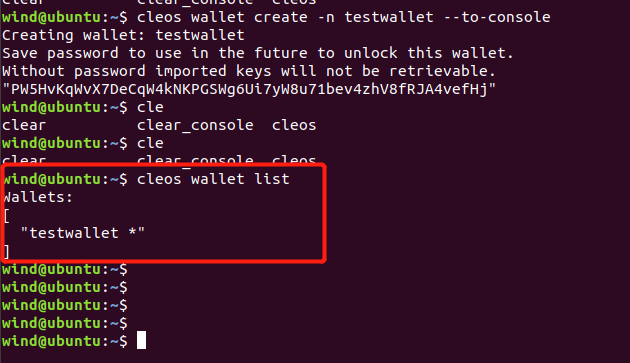 clear clear_console cleos
wind@ubuntu:~$ cleos wallet create -n testwallet --to-console
Creating wallet: testwallet
Save password to use in the future to unlock this wallet.
Without password imported keys will not be retrievable.
"PW5HvKqWvX7DeCqW4kNKPGSWg6Ui7yW8u71bev4zhV8fRJA4vefHj"
wind@ubuntu:~$ cle
clear clear_console cleos
wind@ubuntu:~$ cle
clear clear_console cleos
wind@ubuntu:~$ cleos wallet list
Wallets:
[
"testwallet *"
]
wind@ubuntu:~$
wind@ubuntu:~$
wind@ubuntu:~$
wind@ubuntu:~$
wind@ubuntu:~$